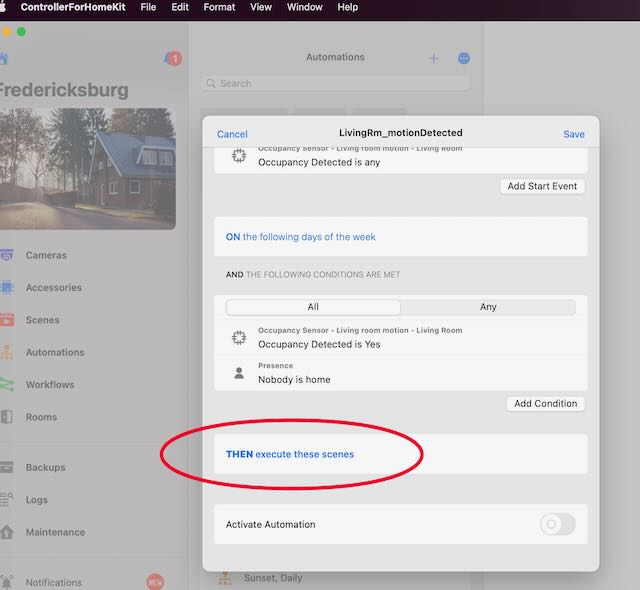 ControllerForHomeKit File Edit Format View Window Help
1
Automations
Search
Fredericksburg
Cameras
Accessories
Scenes
Automations
Workflows
Rooms
Backups
Logs
Maintenance
Notifications NEW
Cancel LivingRm_motionDetected Save
Occupancy Sensor - Living room motion - Living Room
Occupancy Detected is any
Add Start Event
ON the following days of the week
AND THE FOLLOWING CONDITIONS ARE MET
All Any
Occupancy Sensor - Living room motion - Living Room
Occupancy Detected is Yes
Presence
Nobody is home
Add Condition
THEN execute these scenes
Activate Automation
Sunset, Daily